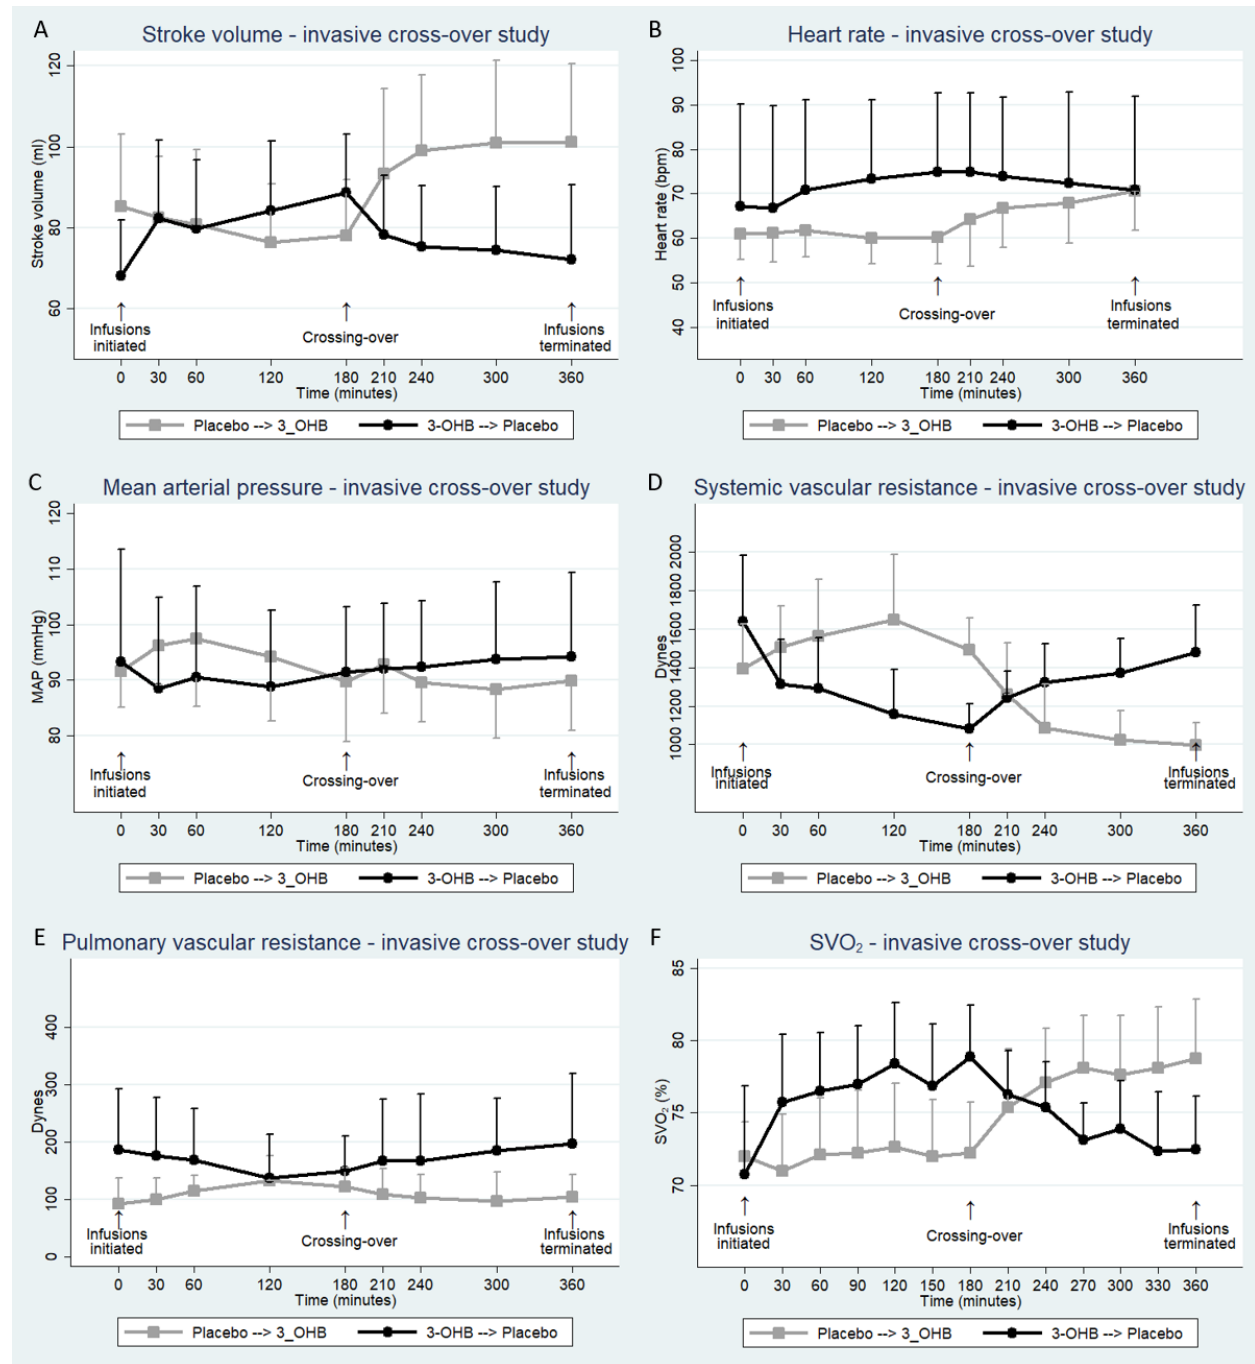 A Stroke volume - invasive cross-over study
Stroke volume (ml)
120
100
80
60
Infusions
initiated
Crossing-over
Infusions
terminated
0 30 60 120 180 210 240 300 360
Time (minutes)
Placebo --> 3_OHB 3-OHB --> Placebo
B Heart rate - invasive cross-over study
Heart rate (bpm)
100
90
80
70
60
50
40
Infusions
initiated
Crossing-over
Infusions
terminated
0 30 60 120 180 210 240 300 360
Time (minutes)
Placebo --> 3_OHB 3-OHB --> Placebo
C Mean arterial pressure - invasive cross-over study
MAP (mmHg)
120
110
100
90
80
Infusions
initiated
Crossing-over
Infusions
terminated
0 30 60 120 180 210 240 300 360
Time (minutes)
Placebo --> 3_OHB 3-OHB --> Placebo
D Systemic vascular resistance - invasive cross-over study
Dynes
2000
1800
1600
1400
1200
1000
Infusions
initiated
Crossing-over
Infusions
terminated
0 30 60 120 180 210 240 300 360
Time (minutes)
Placebo --> 3_OHB 3-OHB --> Placebo
E Pulmonary vascular resistance - invasive cross-over study
Dynes
400
300
200
100
0
Infusions
initiated
Crossing-over
Infusions
terminated
0 30 60 120 180 210 240 300 360
Time (minutes)
Placebo --> 3_OHB 3-OHB --> Placebo
F SVO₂ - invasive cross-over study
SVO₂ (%)
85
80
75
70
Infusions
initiated
Crossing-over
Infusions
terminated
0 30 60 90 120 150 180 210 240 270 300 330 360
Time (minutes)
Placebo --> 3_OHB 3-OHB --> Placebo